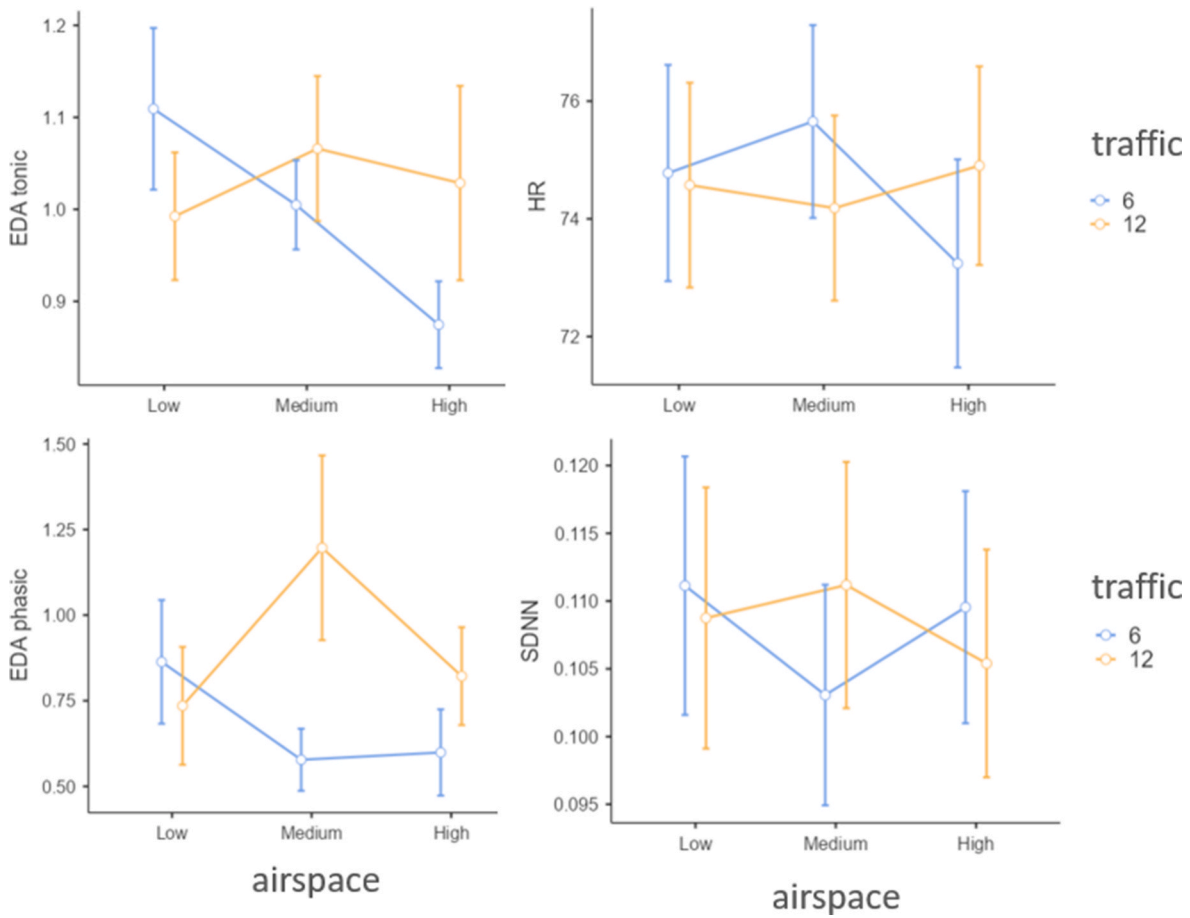 EDA tonic
1.2
1.1
1.0
0.9
Low Medium High
HR
76
74
72
Low Medium High
traffic
6
12
EDA phasic
1.50
1.25
1.00
0.75
0.50
Low Medium High
airspace
SDNN
0.120
0.115
0.110
0.105
0.100
0.095
Low Medium High
airspace
traffic
6
12